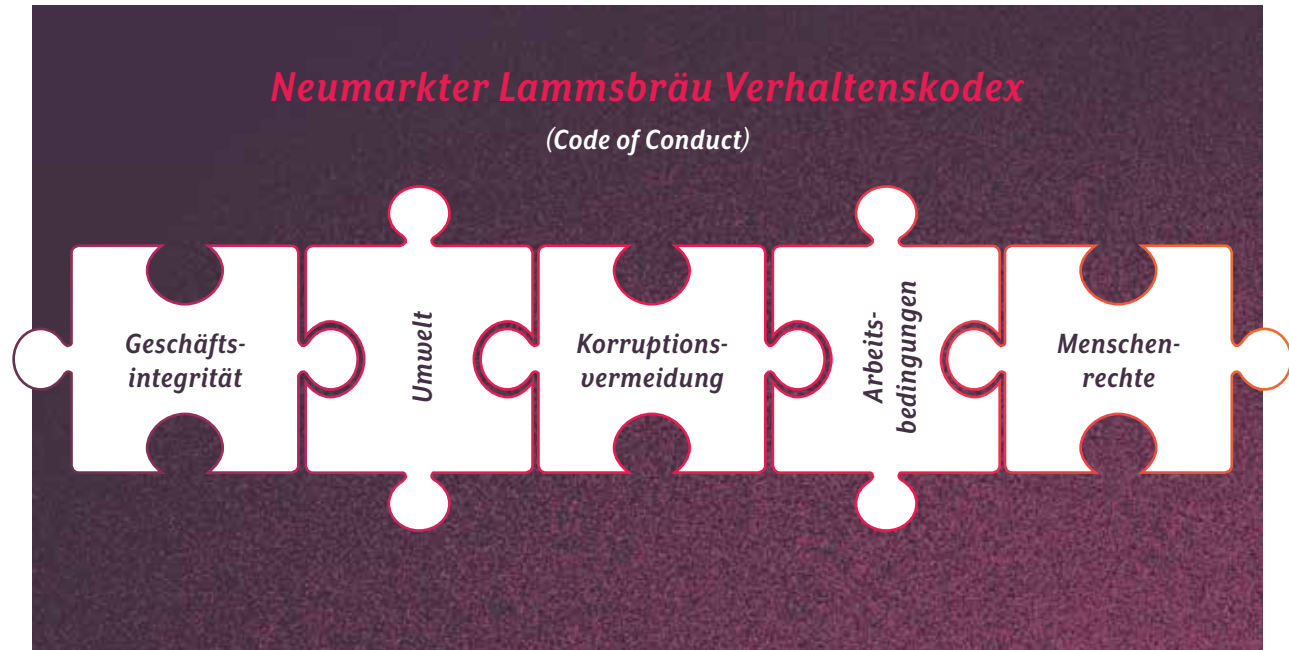 Neumarkter Lammsbräu Verhaltenskodex
(Code of Conduct)
Geschäfts-
integrität
Umwelt
Korruptions-
vermeidung
Arbeits-
bedingungen
Menschen-
rechte